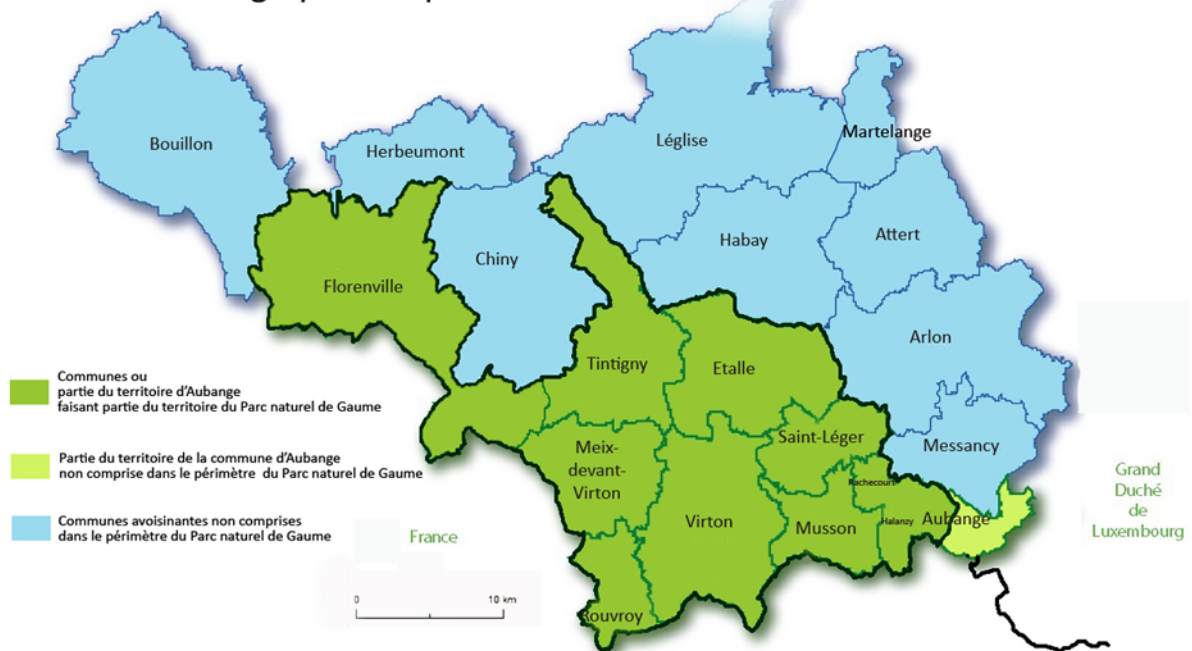 Bouillon
Herbeumont
Léglise
Martelange
Chiny
Habay
Attert
Florenville
Arlon
Tintigny
Etalle
Communes ou
partie du territoire d'Aubange
faisant partie du territoire du Parc naturel de Gaume
Saint-Léger
Messancy
Meix-
devant-
Virton
Partie du territoire de la commune d'Aubange
non comprise dans le périmètre du Parc naturel de Gaume
Rachecourt
Grand
Duché
de
Luxembourg
Communes avoisinantes non comprises
dans le périmètre du Parc naturel de Gaume
France
Virton
Musson
Halanzy
Aubange
0 10 km
Rouvroy